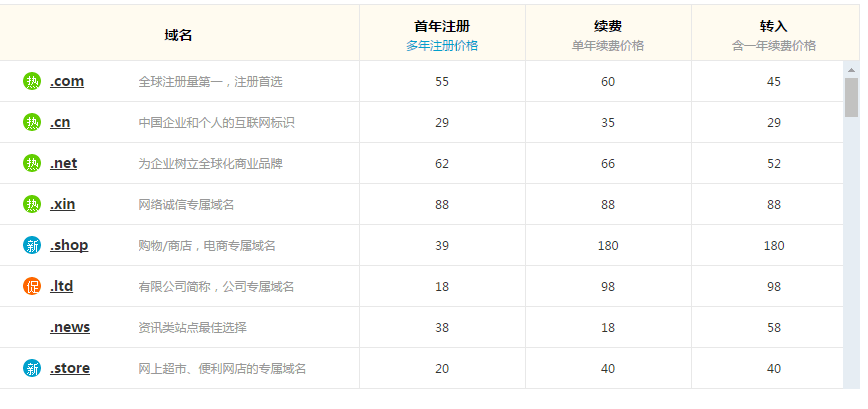 域名 首年注册 续费 转入
多年注册价格 单年续费价格 含一年续费价格
热 .com 全球注册量第一，注册首选 55 60 45
热 .cn 中国企业和个人的互联网标识 29 35 29
热 .net 为企业树立全球化商业品牌 62 66 52
热 .xin 网络诚信专属域名 88 88 88
新 .shop 购物/商店，电商专属域名 39 180 180
促 .ltd 有限公司简称，公司专属域名 18 98 98
.news 资讯类站点最佳选择 38 18 58
新 .store 网上超市、便利网店的专属域名 20 40 40